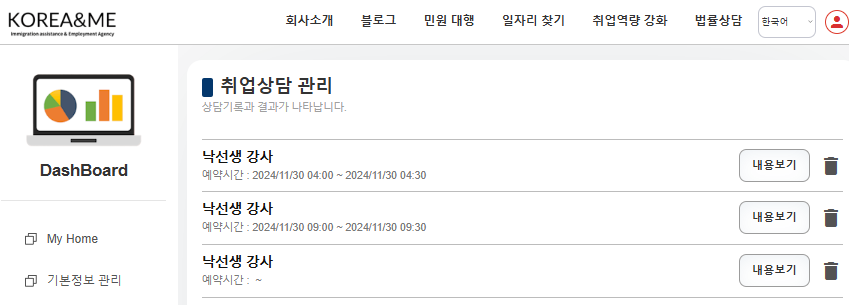 KOREA&ME
Immigration assistance & Employment Agency
회사소개 블로그 민원 대행 일자리 찾기 취업역량 강화 법률상담 한국어
DashBoard
My Home
기본정보 관리
취업상담 관리
상담기록과 결과가 나타납니다.
낙선생 강사
예약시간 : 2024/11/30 04:00 ~ 2024/11/30 04:30
내용보기
낙선생 강사
예약시간 : 2024/11/30 09:00 ~ 2024/11/30 09:30
내용보기
낙선생 강사
예약시간 : ~
내용보기